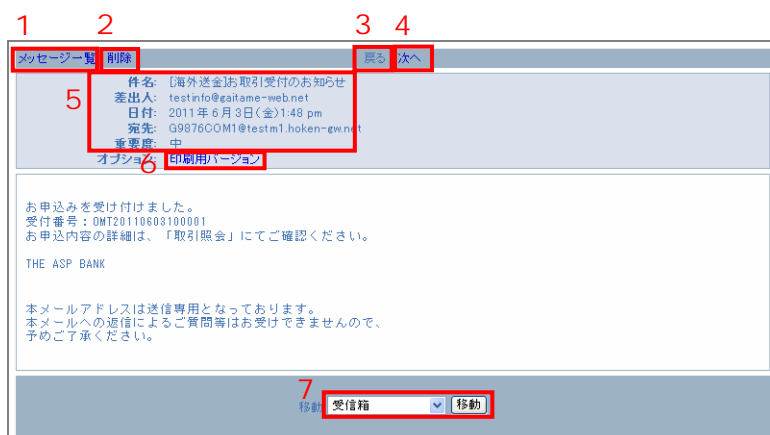 1 2 3 4
メッセージ一覧 削除 戻る 次へ
5
件名: [海外送金]お取引受付のお知らせ
差出人: testinfo@gaitame-web.net
日付: 2011年6月3日(金)1:48 pm
宛先: G9876COM1@testm1.hoken-gw.net
重要度: 中
6
オプション: 印刷用バージョン
お申込みを受け付けました。
受付番号：OMT20110603100001
お申込内容の詳細は、「取引照会」にてご確認ください。
THE ASP BANK
本メールアドレスは送信専用となっております。
本メールへの返信によるご質問等はお受けできませんので、
予めご了承ください。
7
移動 受信箱 移動